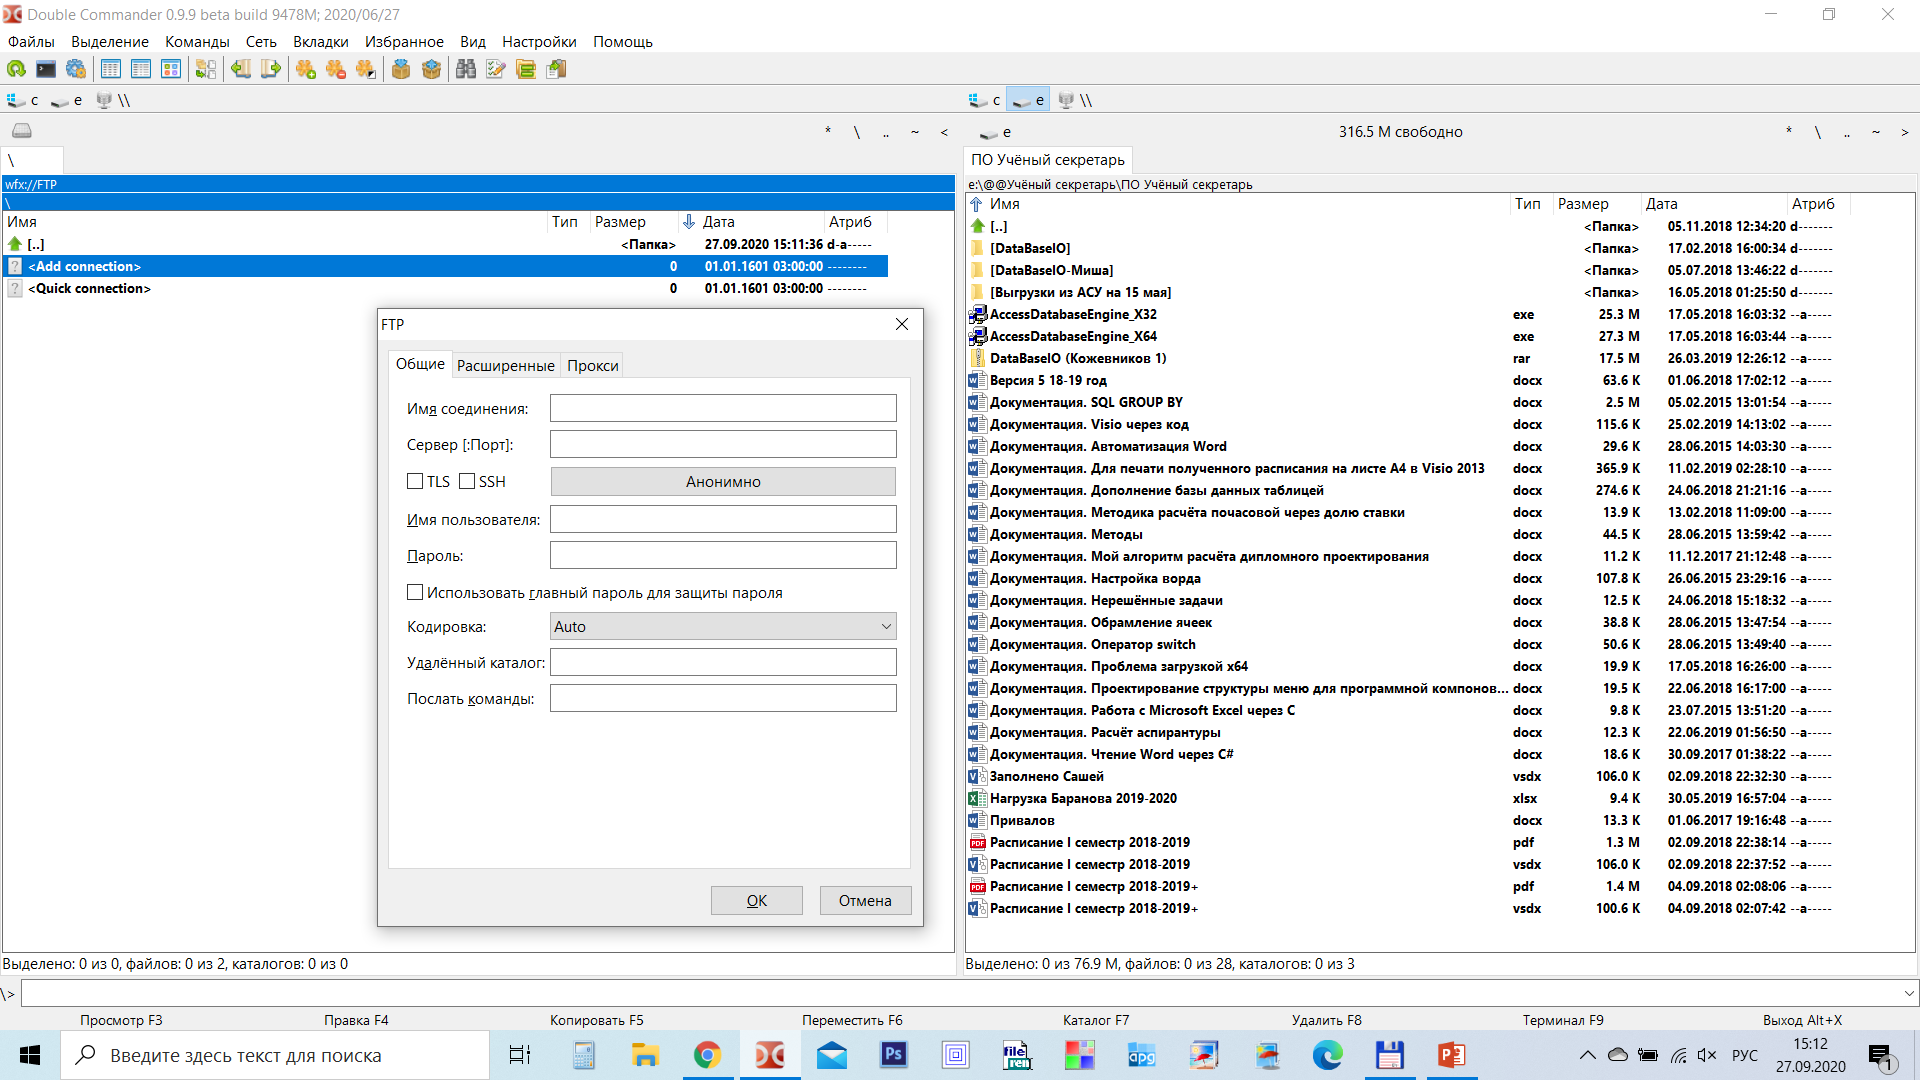 Double Commander 0.9.9 beta build 9478M; 2020/06/27
Файлы Выделение Команды Сеть Вкладки Избранное Вид Настройки Помощь
c e \\
c e \\
* \ .. ~ <
e 316.5 M свободно * \ .. ~ >
\
wfx://FTP
\
Имя Тип Размер Дата Атриб
[..] <Папка> 27.09.2020 15:11:36 d-a-----
<Add connection> 0 01.01.1601 03:00:00 --------
<Quick connection> 0 01.01.1601 03:00:00 --------
FTP
Общие Расширенные Прокси
Имя соединения:
Сервер [:Порт]:
TLS SSH Анонимно
Имя пользователя:
Пароль:
Использовать главный пароль для защиты пароля
Кодировка: Auto
Удалённый каталог:
Послать команды:
OK Отмена
Выделено: 0 из 0, файлов: 0 из 2, каталогов: 0 из 0
ПО Учёный секретарь
e:\@@Учёный секретарь\ПО Учёный секретарь
Имя Тип Размер Дата Атриб
[..] <Папка> 05.11.2018 12:34:20 d-------
[DataBaseIO] <Папка> 17.02.2018 16:00:34 d-------
[DataBaseIO-Миша] <Папка> 05.07.2018 13:46:22 d-------
[Выгрузки из АСУ на 15 мая] <Папка> 16.05.2018 01:25:50 d-------
AccessDatabaseEngine_X32 exe 25.3 M 17.05.2018 16:03:32 --a-----
AccessDatabaseEngine_X64 exe 27.3 M 17.05.2018 16:03:44 --a-----
DataBaseIO (Кожевников 1) rar 17.5 M 26.03.2019 12:26:12 --a-----
Версия 5 18-19 год docx 63.6 K 01.06.2018 17:02:12 --a-----
Документация. SQL GROUP BY docx 2.5 M 05.02.2015 13:01:54 --a-----
Документация. Visio через код docx 115.6 K 25.02.2019 14:13:02 --a-----
Документация. Автоматизация Word docx 29.6 K 28.06.2015 14:03:30 --a-----
Документация. Для печати полученного расписания на листе А4 в Visio 2013 docx 365.9 K 11.02.2019 02:28:10 --a-----
Документация. Дополнение базы данных таблицей docx 274.6 K 24.06.2018 21:21:16 --a-----
Документация. Методика расчёта почасовой через долю ставки docx 13.9 K 13.02.2018 11:09:00 --a-----
Документация. Методы docx 44.5 K 28.06.2015 13:59:42 --a-----
Документация. Мой алгоритм расчёта дипломного проектирования docx 11.2 K 11.12.2017 21:12:48 --a-----
Документация. Настройка ворда docx 107.8 K 26.06.2015 23:29:16 --a-----
Документация. Нерешённые задачи docx 12.5 K 24.06.2018 15:18:32 --a-----
Документация. Обрамление ячеек docx 38.8 K 28.06.2015 13:47:54 --a-----
Документация. Оператор switch docx 50.6 K 28.06.2015 13:49:40 --a-----
Документация. Проблема загрузкой x64 docx 19.9 K 17.05.2018 16:26:00 --a-----
Документация. Проектирование структуры меню для программной компонов... docx 19.5 K 22.06.2018 16:17:00 --a-----
Документация. Работа с Microsoft Excel через C docx 9.8 K 23.07.2015 13:51:20 --a-----
Документация. Расчёт аспирантуры docx 12.3 K 22.06.2019 01:56:50 --a-----
Документация. Чтение Word через C# docx 18.6 K 30.09.2017 01:38:22 --a-----
Заполнено Сашей vsdx 106.0 K 02.09.2018 22:32:30 --a-----
Нагрузка Баранова 2019-2020 xlsx 9.4 K 30.05.2019 16:57:04 --a-----
Привалов docx 13.3 K 01.06.2017 19:16:48 --a-----
Расписание I семестр 2018-2019 pdf 1.3 M 02.09.2018 22:38:14 --a-----
Расписание I семестр 2018-2019 vsdx 106.0 K 02.09.2018 22:37:52 --a-----
Расписание I семестр 2018-2019+ pdf 1.4 M 04.09.2018 02:08:06 --a-----
Расписание I семестр 2018-2019+ vsdx 100.6 K 04.09.2018 02:07:42 --a-----
Выделено: 0 из 76.9 M, файлов: 0 из 28, каталогов: 0 из 3
\>
Просмотр F3 Правка F4 Копировать F5 Переместить F6 Каталог F7 Удалить F8 Терминал F9 Выход Alt+X
Введите здесь текст для поиска
Ps
file ren
apg
РУС
15:12
27.09.2020
1